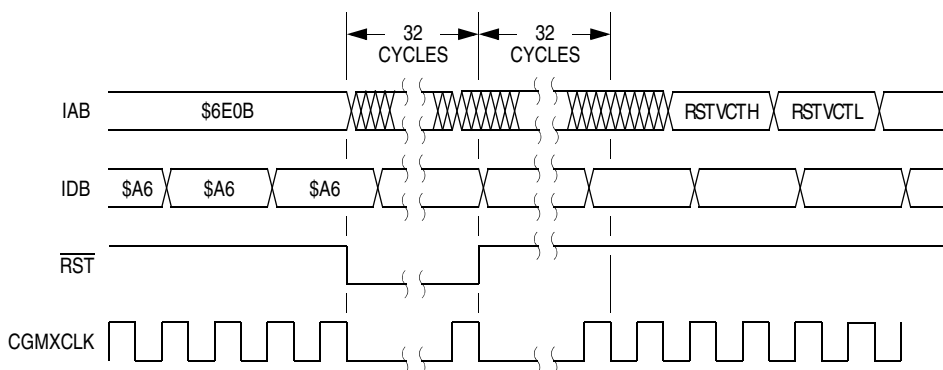 32
CYCLES
32
CYCLES
IAB
$6E0B
RSTVCTH
RSTVCTL
IDB
$A6
$A6
$A6
RST
CGMXCLK